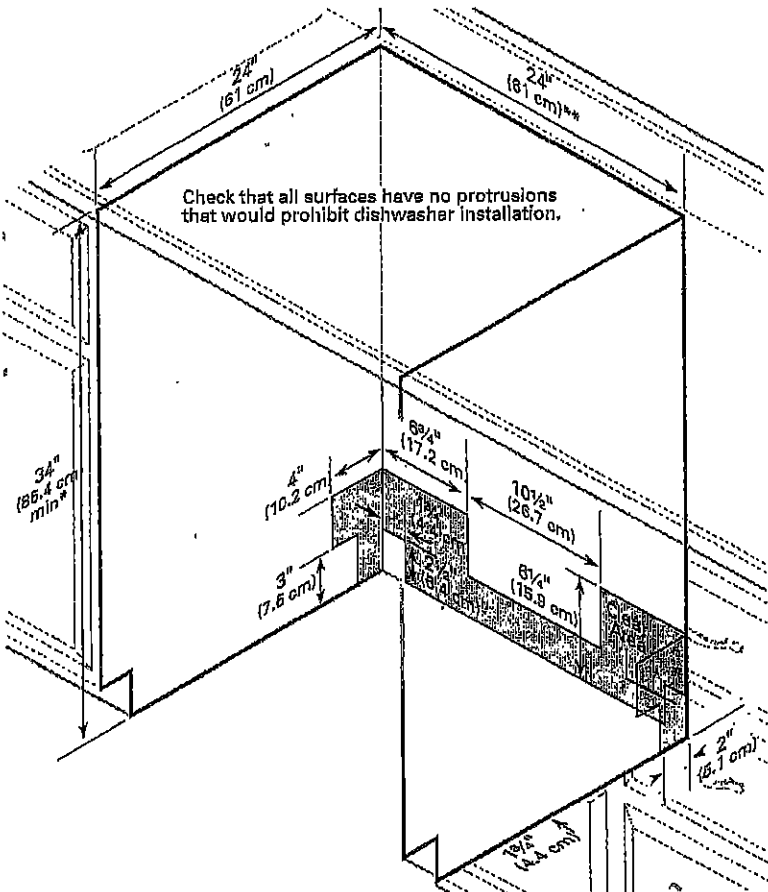 24"
(61 cm)
24"
(61 cm)**
Check that all surfaces have no protrusions
that would prohibit dishwasher installation.
6¾"
(17.2 cm)
4"
(10.2 cm)
10½"
(26.7 cm)
34"
(86.4 cm
min*
3"
(7.6 cm)
6¼"
(15.9 cm)
Area
2"
(5.1 cm)
1¾"
(4.4 cm)